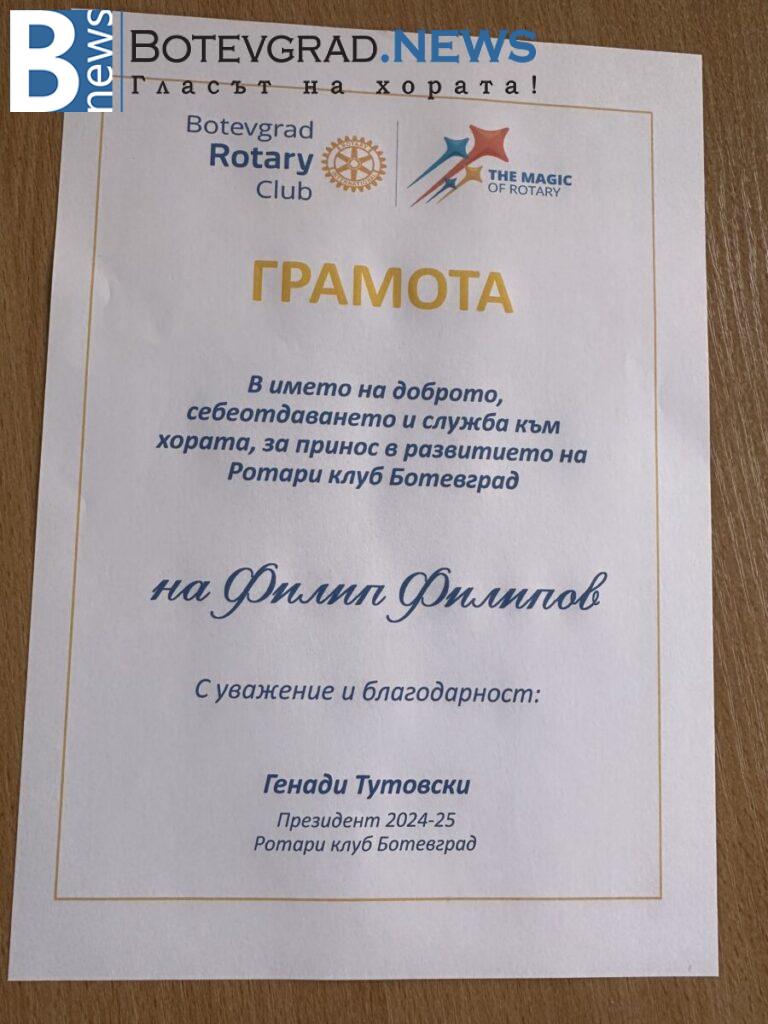 B
news
BOTEVGRAD.NEWS
Гласът на хората!
Botevgrad
Rotary
Club
ROTARY
INTERNATIONAL
THE MAGIC
OF ROTARY
ГРАМОТА
В името на доброто,
себеотдаването и служба към
хората, за принос в развитието на
Ротари клуб Ботевград
на Филип Филипов
С уважение и благодарност:
Генади Тутовски
Президент 2024-25
Ротари клуб Ботевград